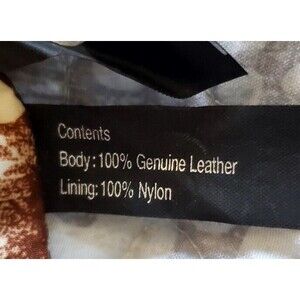 Contents
Body: 100% Genuine Leather
Lining: 100% Nylon